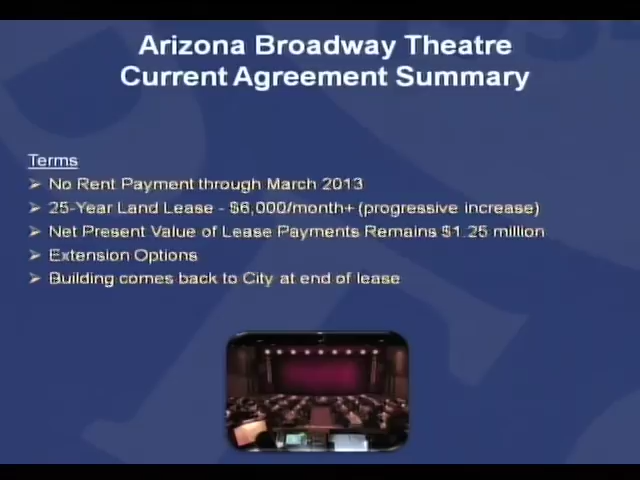 Arizona Broadway Theatre
Current Agreement Summary
Terms
➢ No Rent Payment through March 2013
➢ 25-Year Land Lease - $6,000/month+ (progressive increase)
➢ Net Present Value of Lease Payments Remains $1.25 million
➢ Extension Options
➢ Building comes back to City at end of lease